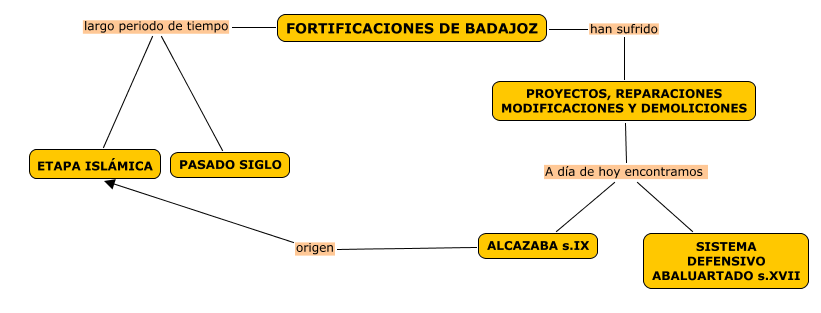 largo periodo de tiempo
FORTIFICACIONES DE BADAJOZ
han sufrido
PROYECTOS, REPARACIONES
MODIFICACIONES Y DEMOLICIONES
ETAPA ISLÁMICA
PASADO SIGLO
A día de hoy encontramos
origen
ALCAZABA s.IX
SISTEMA
DEFENSIVO
ABALUARTADO s.XVII